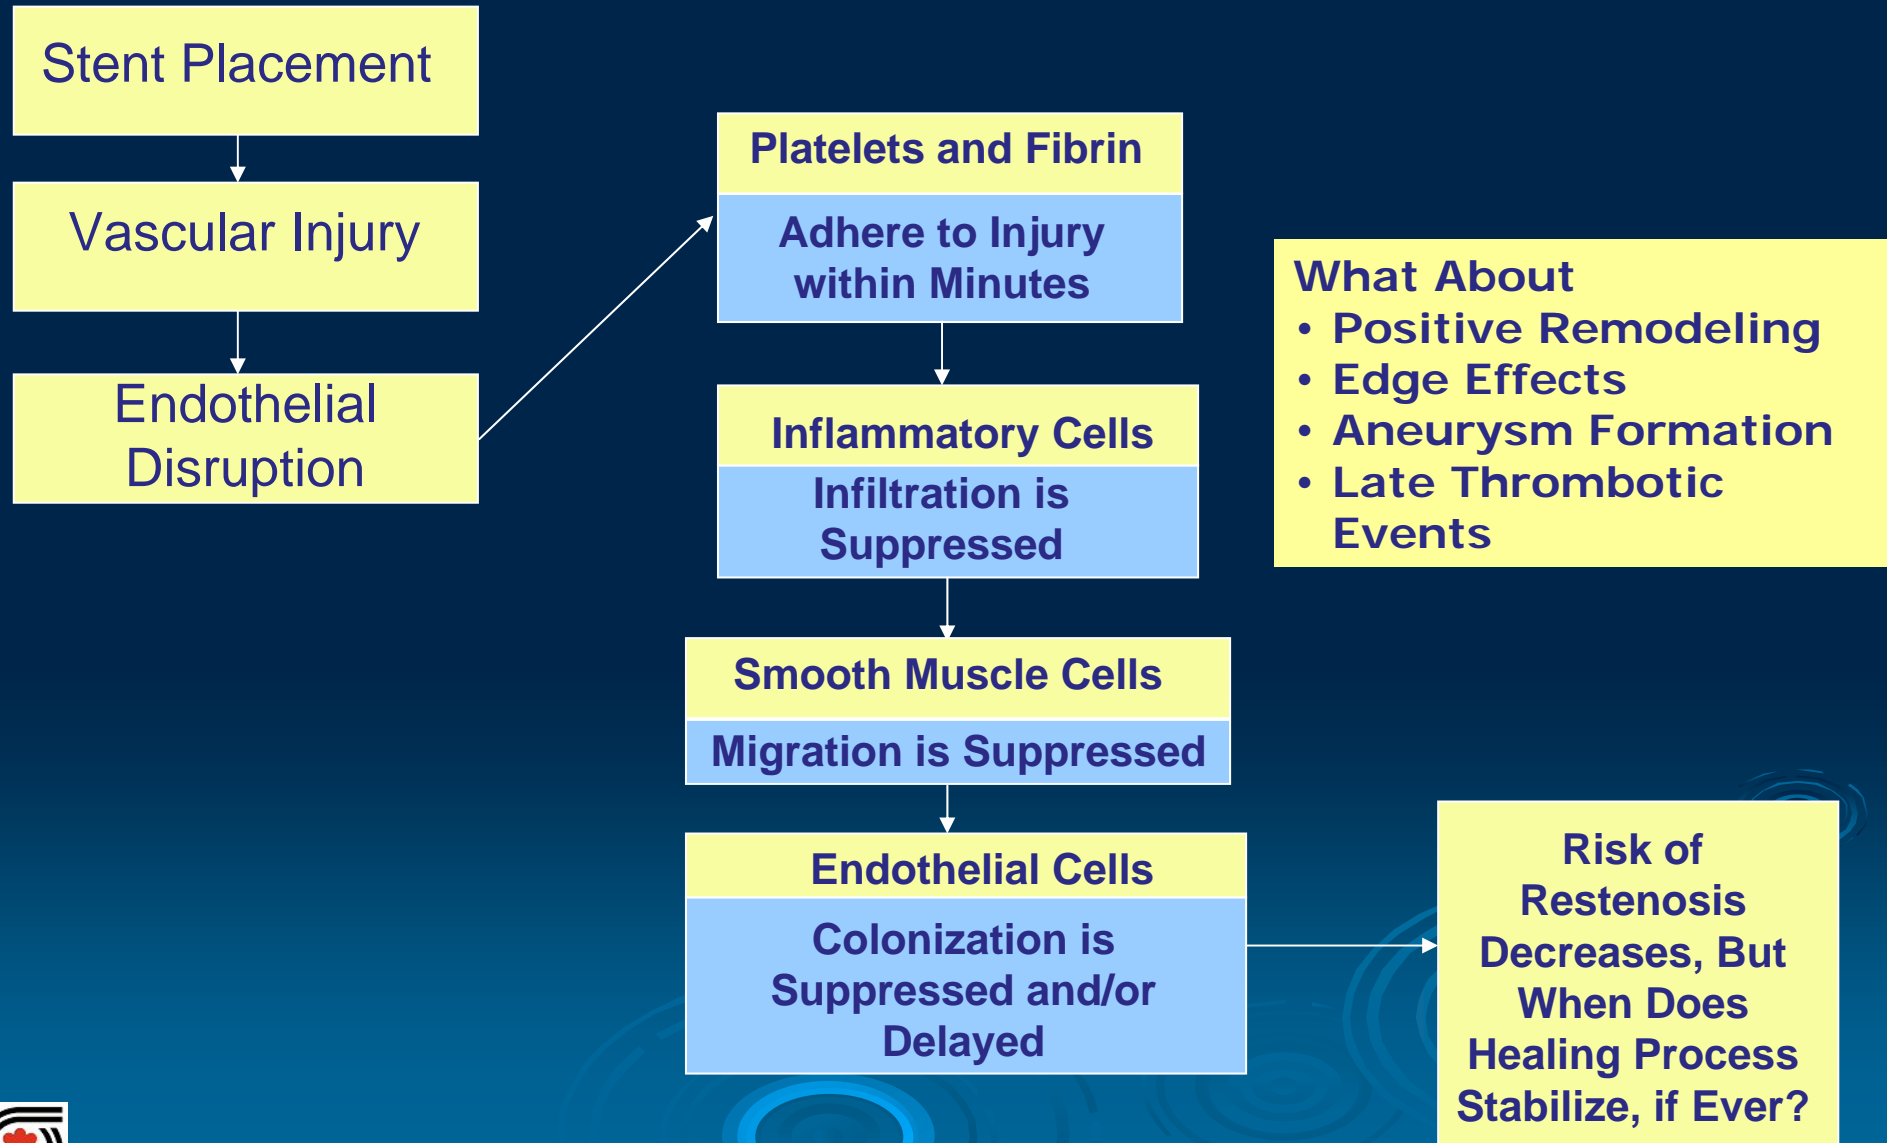 Stent Placement
Vascular Injury
Endothelial
Disruption
Platelets and Fibrin
Adhere to Injury
within Minutes
Inflammatory Cells
Infiltration is
Suppressed
Smooth Muscle Cells
Migration is Suppressed
Endothelial Cells
Colonization is
Suppressed and/or
Delayed
What About
• Positive Remodeling
• Edge Effects
• Aneurysm Formation
• Late Thrombotic
Events
Risk of
Restenosis
Decreases, But
When Does
Healing Process
Stabilize, if Ever?